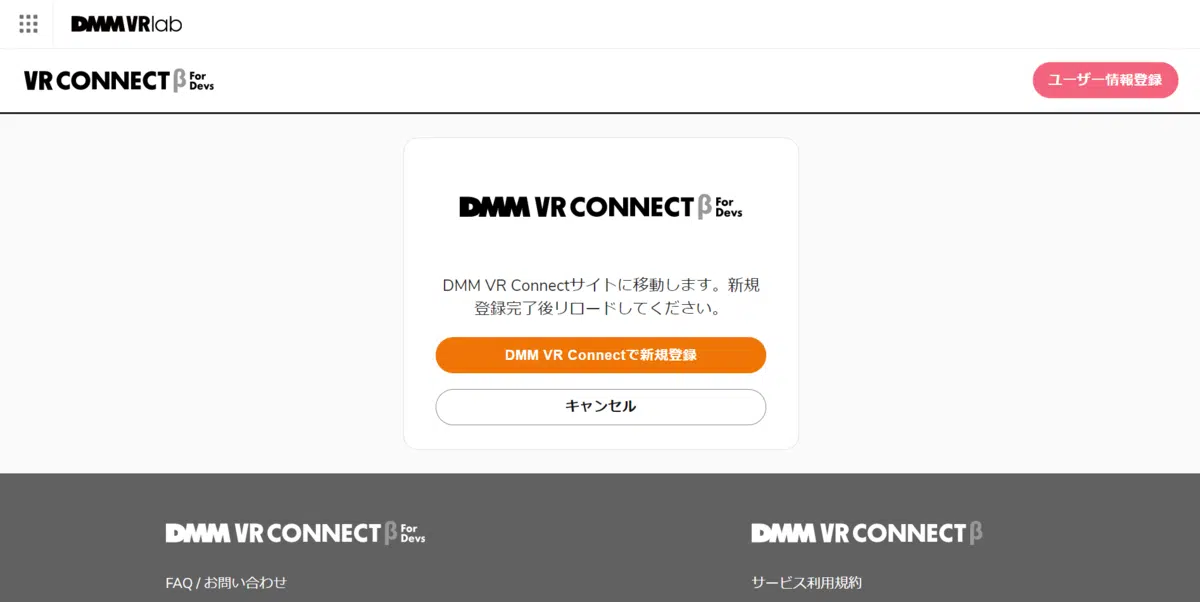 DMM VR lab
VR CONNECT β For Devs
ユーザー情報登録
DMM VR CONNECT β For Devs
DMM VR Connectサイトに移動します。新規
登録完了後リロードしてください。
DMM VR Connectで新規登録
キャンセル
DMM VR CONNECT β For Devs
DMM VR CONNECT β
FAQ / お問い合わせ
サービス利用規約